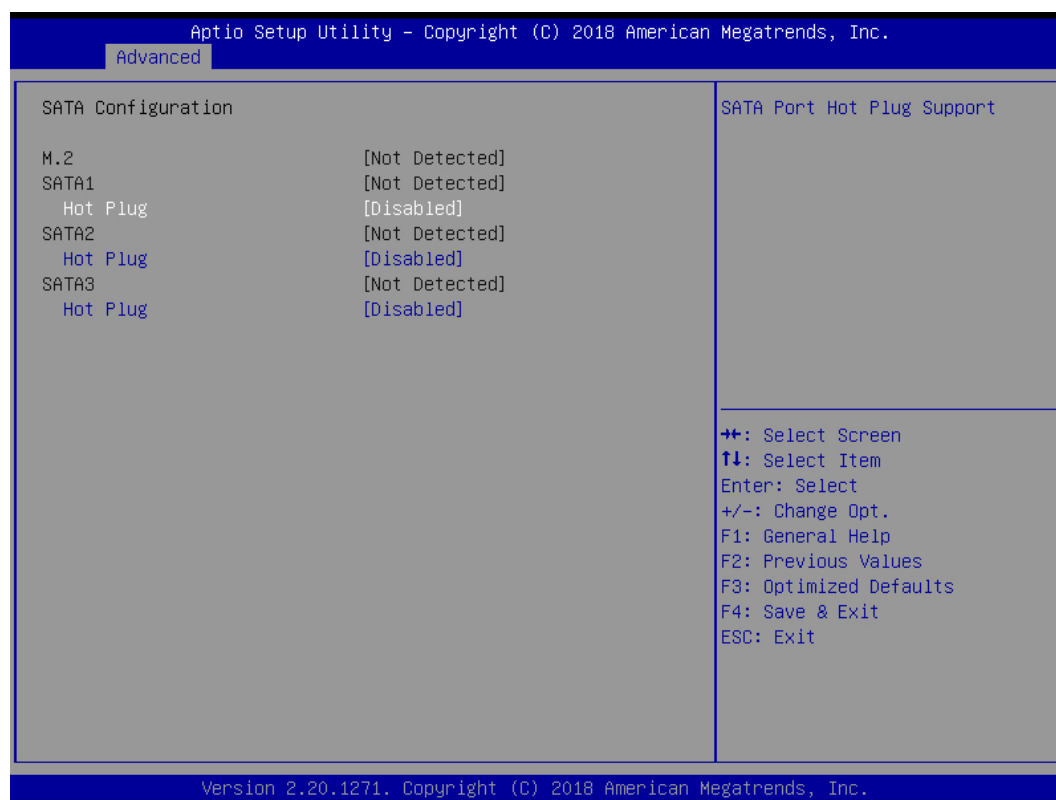 Aptio Setup Utility – Copyright (C) 2018 American Megatrends, Inc.
Advanced
SATA Configuration
M.2 [Not Detected]
SATA1 [Not Detected]
Hot Plug [Disabled]
SATA2 [Not Detected]
Hot Plug [Disabled]
SATA3 [Not Detected]
Hot Plug [Disabled]
SATA Port Hot Plug Support
→←: Select Screen
↑↓: Select Item
Enter: Select
+/-: Change Opt.
F1: General Help
F2: Previous Values
F3: Optimized Defaults
F4: Save & Exit
ESC: Exit
Version 2.20.1271. Copyright (C) 2018 American Megatrends, Inc.